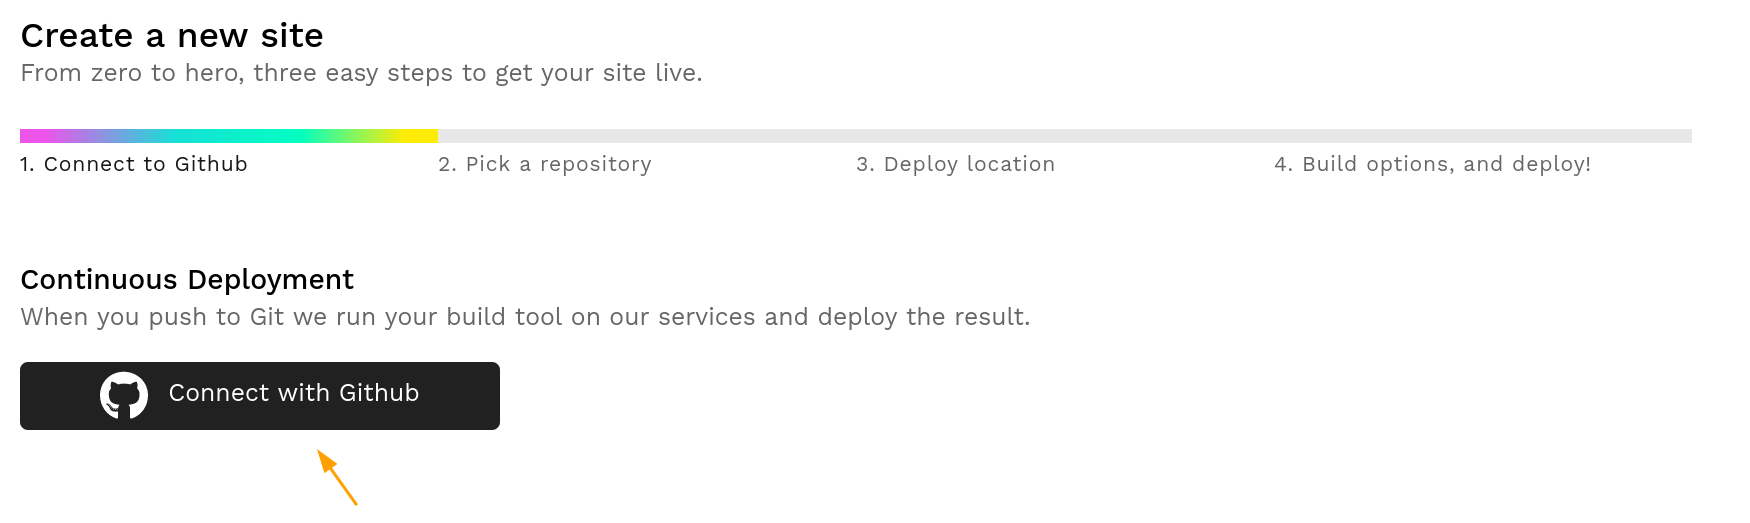 Create a new site
From zero to hero, three easy steps to get your site live.
1. Connect to Github
2. Pick a repository
3. Deploy location
4. Build options, and deploy!
Continuous Deployment
When you push to Git we run your build tool on our services and deploy the result.
Connect with Github